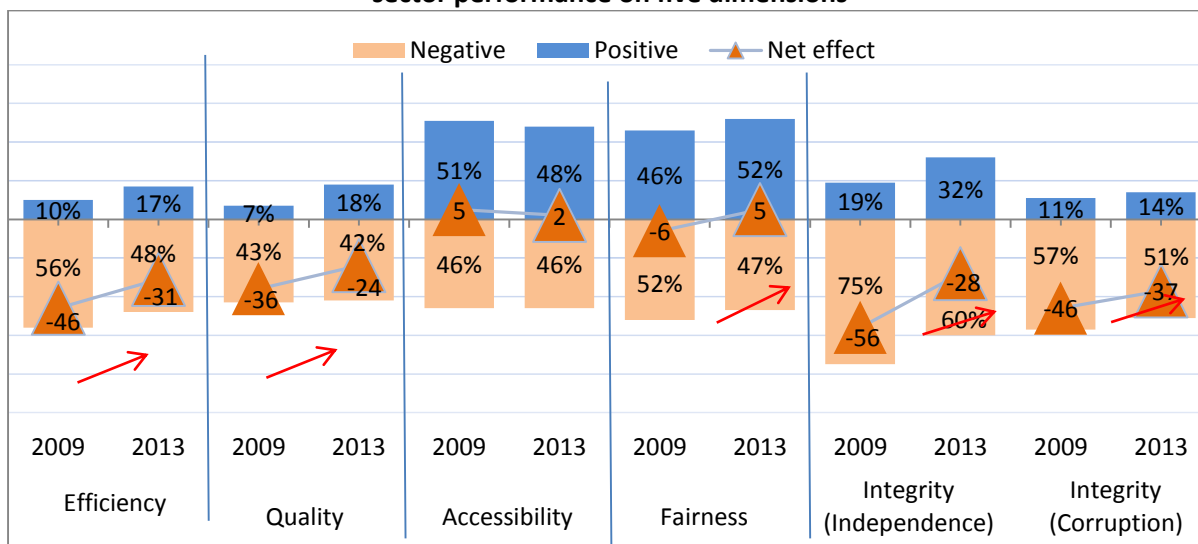 sector performance on five dimensions
Negative Positive Net effect
10% 17% 7% 18% 51% 48% 46% 52% 19% 32% 11% 14%
56% 48% 43% 42% 46% 46% 52% 47% 75% 60% 57% 51%
-46 -31 -36 -24 5 2 -6 5 -56 -28 -46 -37
2009 2013 2009 2013 2009 2013 2009 2013 2009 2013 2009 2013
Efficiency Quality Accessibility Fairness Integrity Integrity
(Independence) (Corruption)